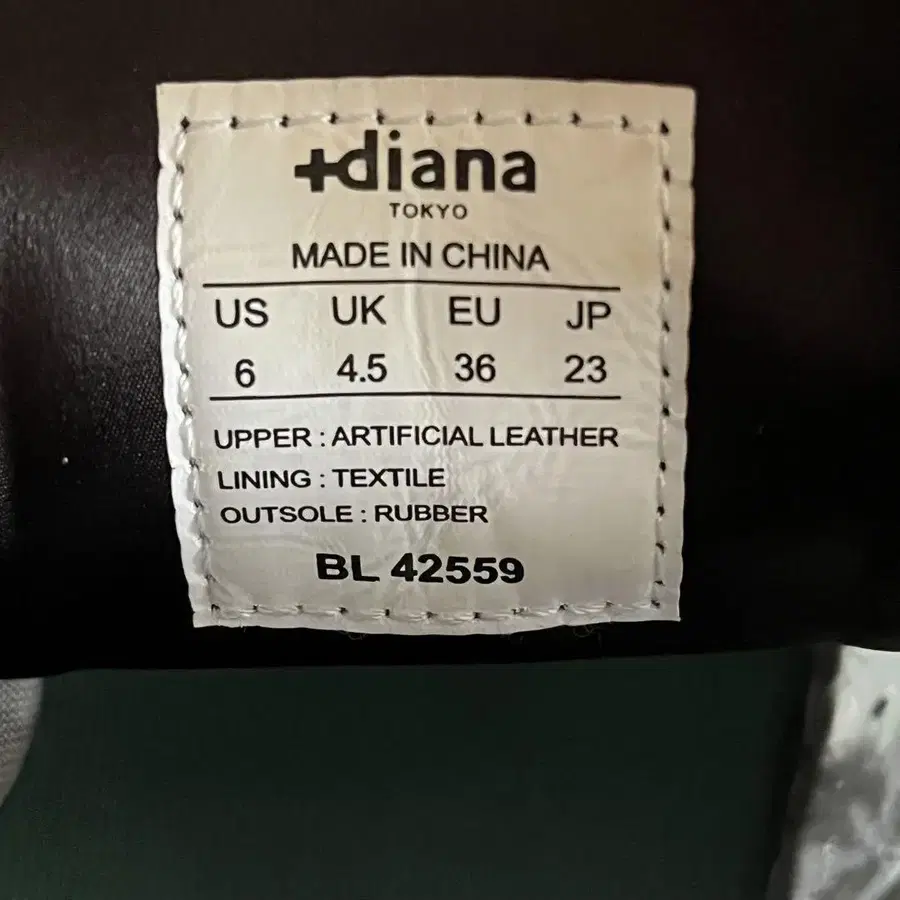 +diana
TOKYO
MADE IN CHINA
US UK EU JP
6 4.5 36 23
UPPER : ARTIFICIAL LEATHER
LINING : TEXTILE
OUTSOLE : RUBBER
BL 42559